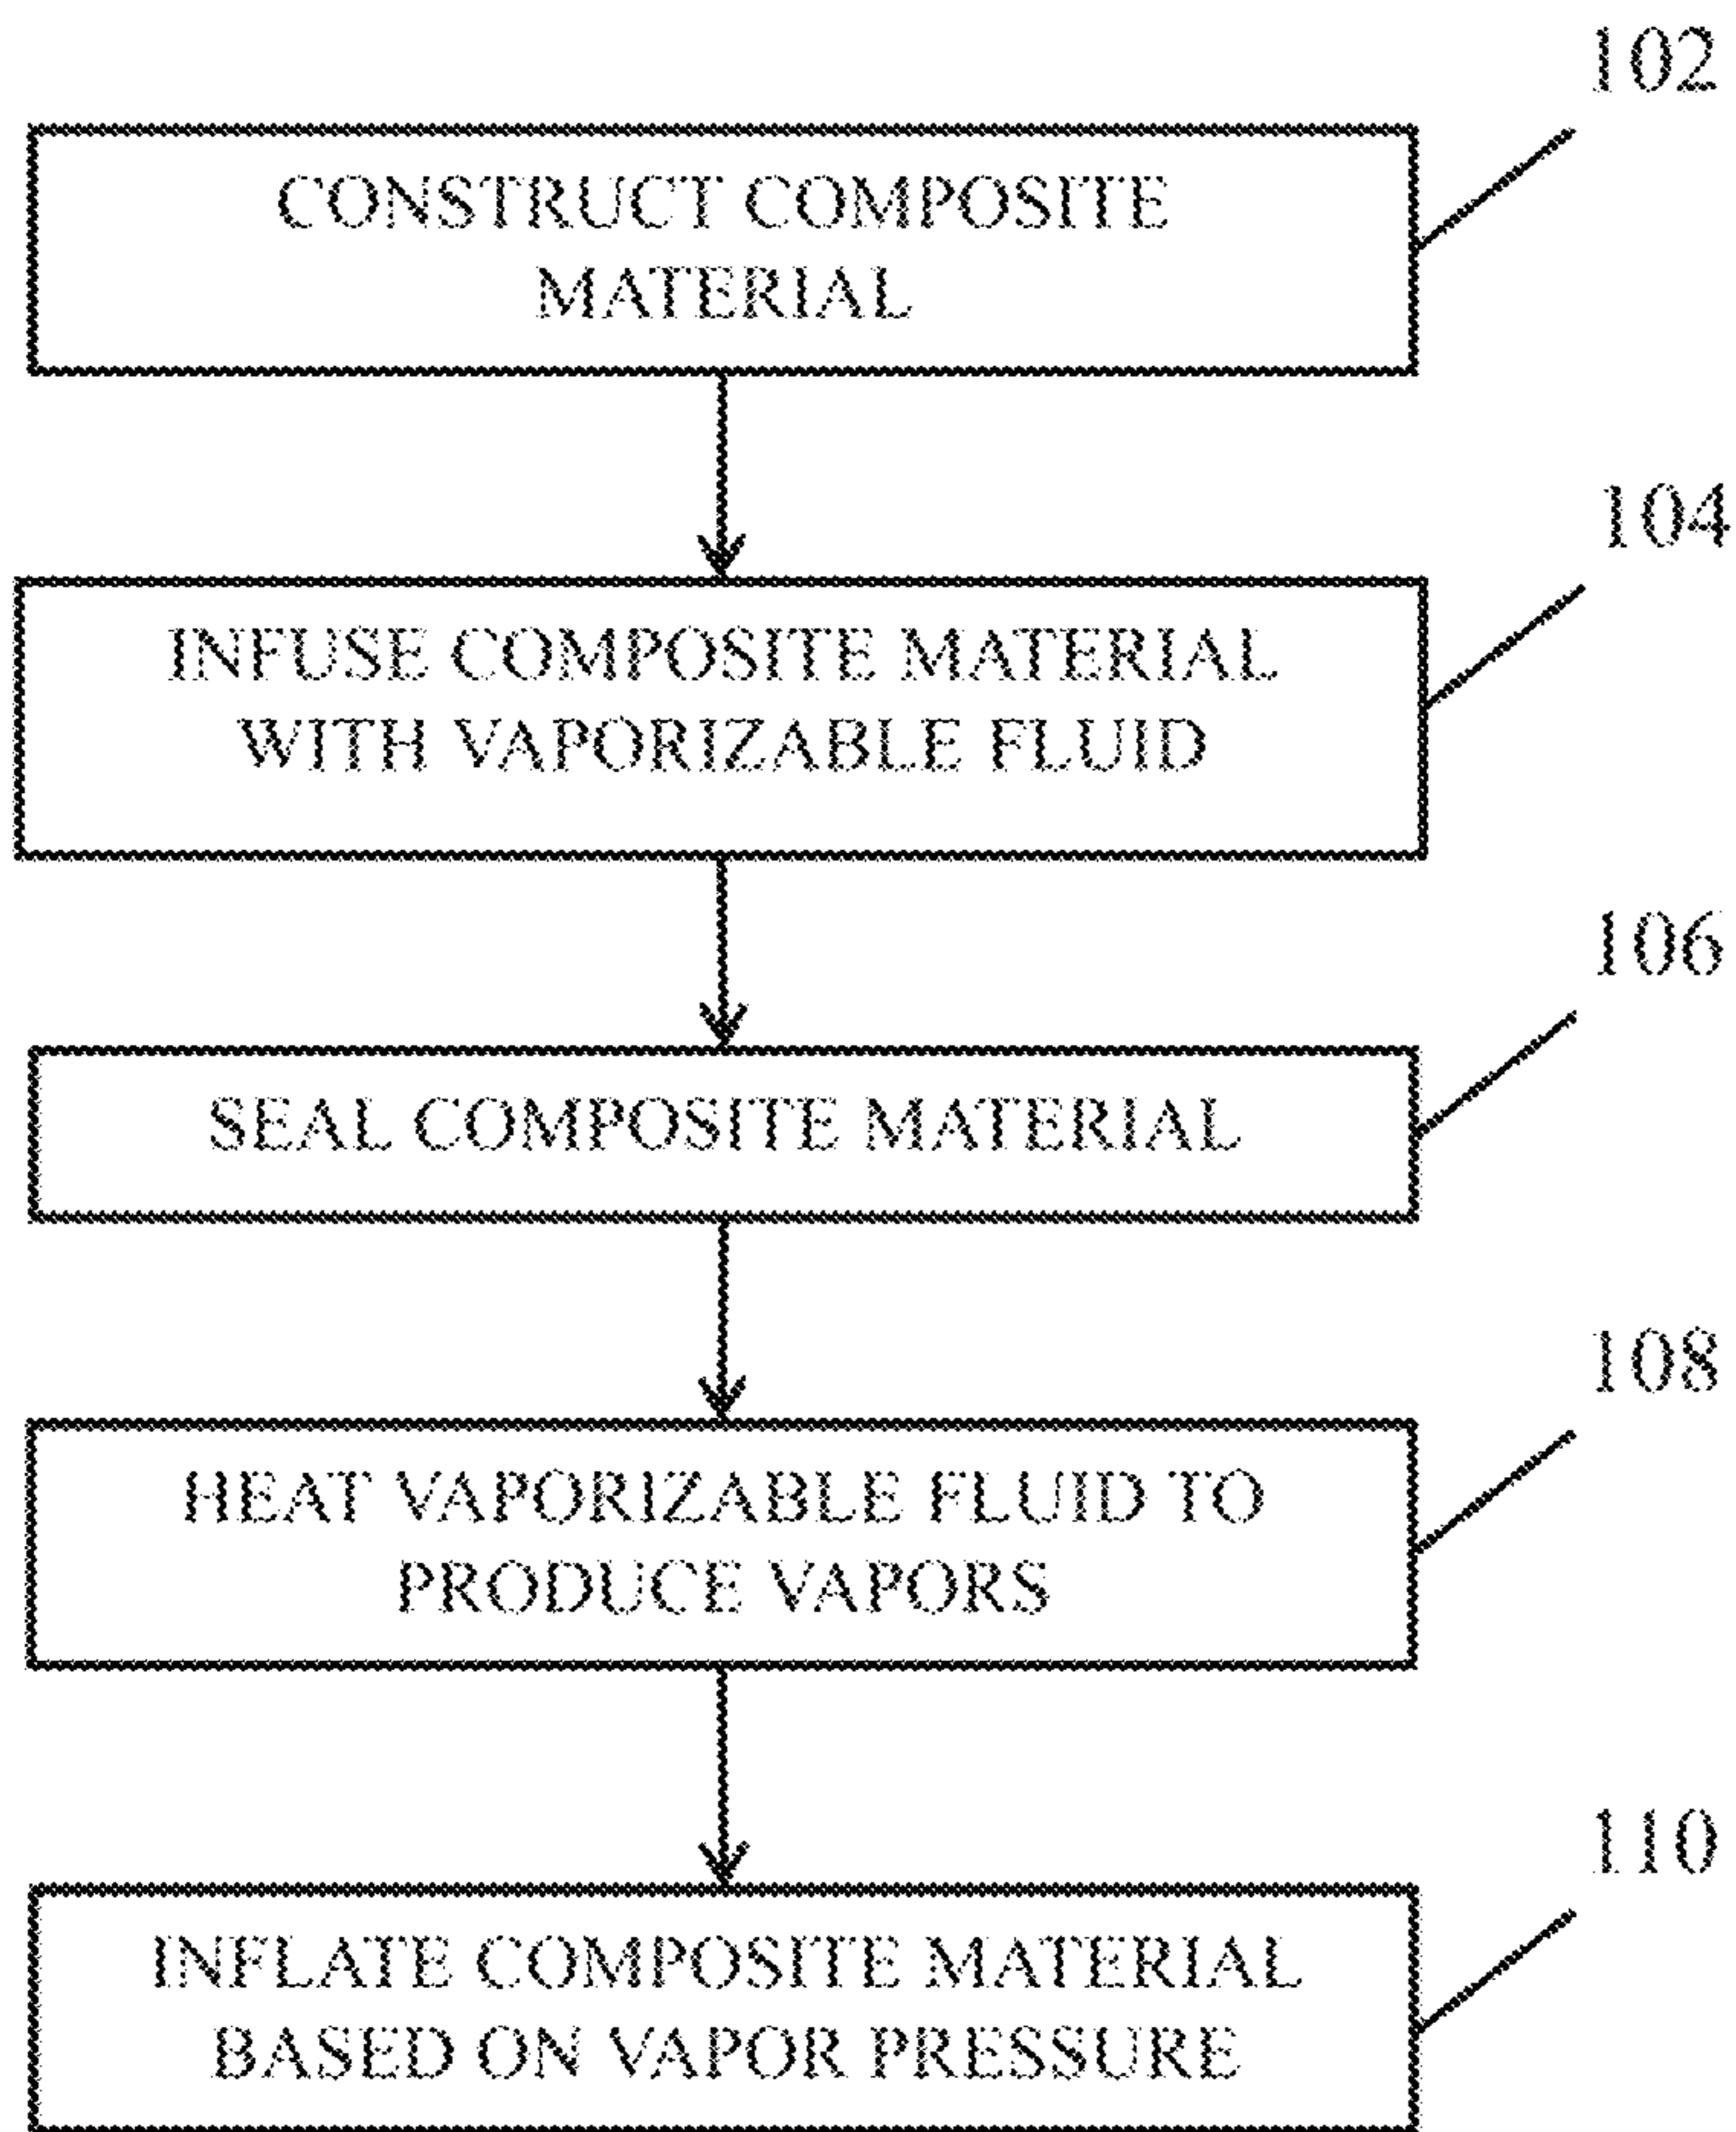 102
CONSTRUCT COMPOSITE
MATERIAL
104
INFUSE COMPOSITE MATERIAL
WITH VAPORIZABLE FLUID
106
SEAL COMPOSITE MATERIAL
108
HEAT VAPORIZABLE FLUID TO
PRODUCE VAPORS
110
INFLATE COMPOSITE MATERIAL
BASED ON VAPOR PRESSURE